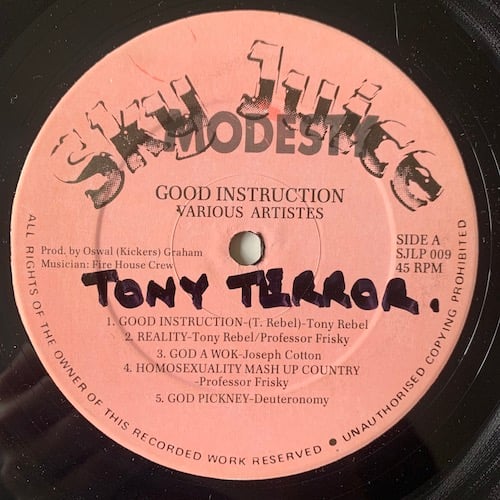 Sky Juice
MODESTY
GOOD INSTRUCTION
VARIOUS ARTISTES
Prod. by Oswal (Kickers) Graham
Musician: Fire House Crew
SIDE A
SJLP 009
45 RPM
TONY TERROR.
1. GOOD INSTRUCTION-(T. Rebel)-Tony Rebel
2. REALITY-Tony Rebel/Professor Frisky
3. GOD A WOK-Joseph Cotton
4. HOMOSEXUALITY MASH UP COUNTRY
-Professor Frisky
5. GOD PICKNEY-Deuteronomy
ALL RIGHTS OF THE OWNER OF THIS RECORDED WORK RESERVED • UNAUTHORISED COPYING PROHIBITED